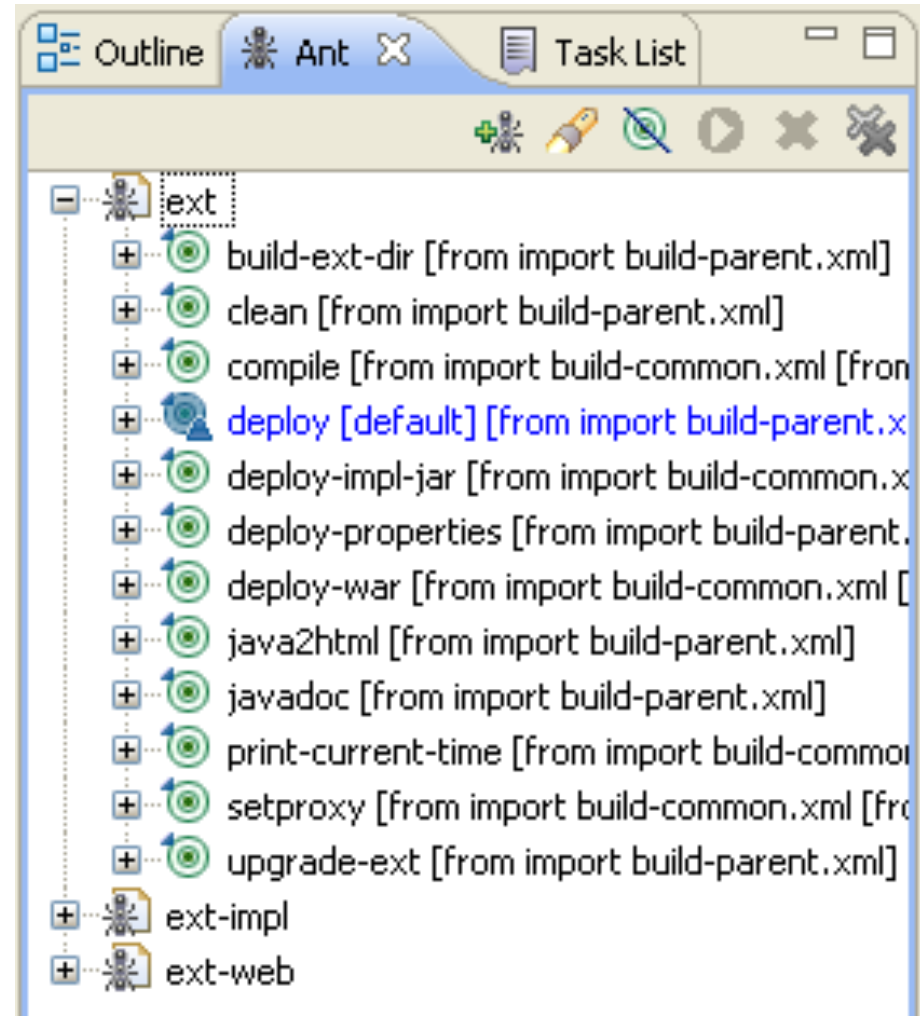 Outline Ant Task List
ext
build-ext-dir [from import build-parent.xml]
clean [from import build-parent.xml]
compile [from import build-common.xml [from
deploy [default] [from import build-parent.x
deploy-impl-jar [from import build-common.x
deploy-properties [from import build-parent.
deploy-war [from import build-common.xml [
java2html [from import build-parent.xml]
javadoc [from import build-parent.xml]
print-current-time [from import build-common
setproxy [from import build-common.xml [fro
upgrade-ext [from import build-parent.xml]
ext-impl
ext-web